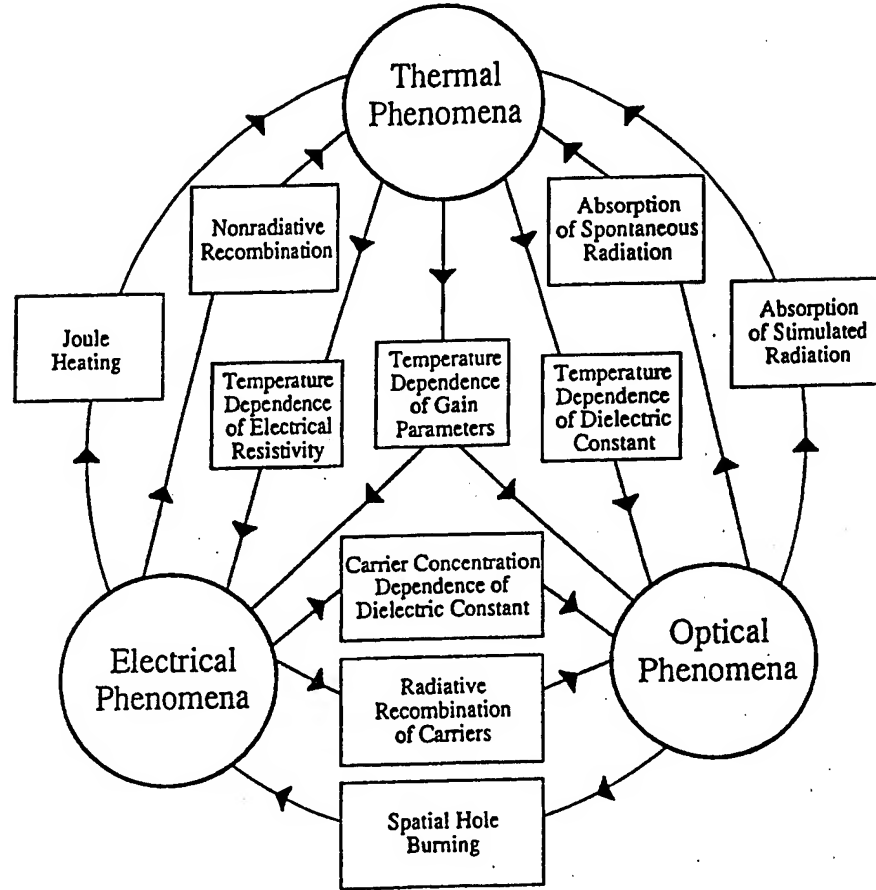 Thermal
Phenomena
Nonradiative
Recombination
Absorption
of Spontaneous
Radiation
Joule
Heating
Absorption
of Stimulated
Radiation
Temperature
Dependence
of Electrical
Resistivity
Temperature
Dependence
of Gain
Parameters
Temperature
Dependence
of Dielectric
Constant
Carrier Concentration
Dependence of
Dielectric Constant
Electrical
Phenomena
Optical
Phenomena
Radiative
Recombination
of Carriers
Spatial Hole
Burning